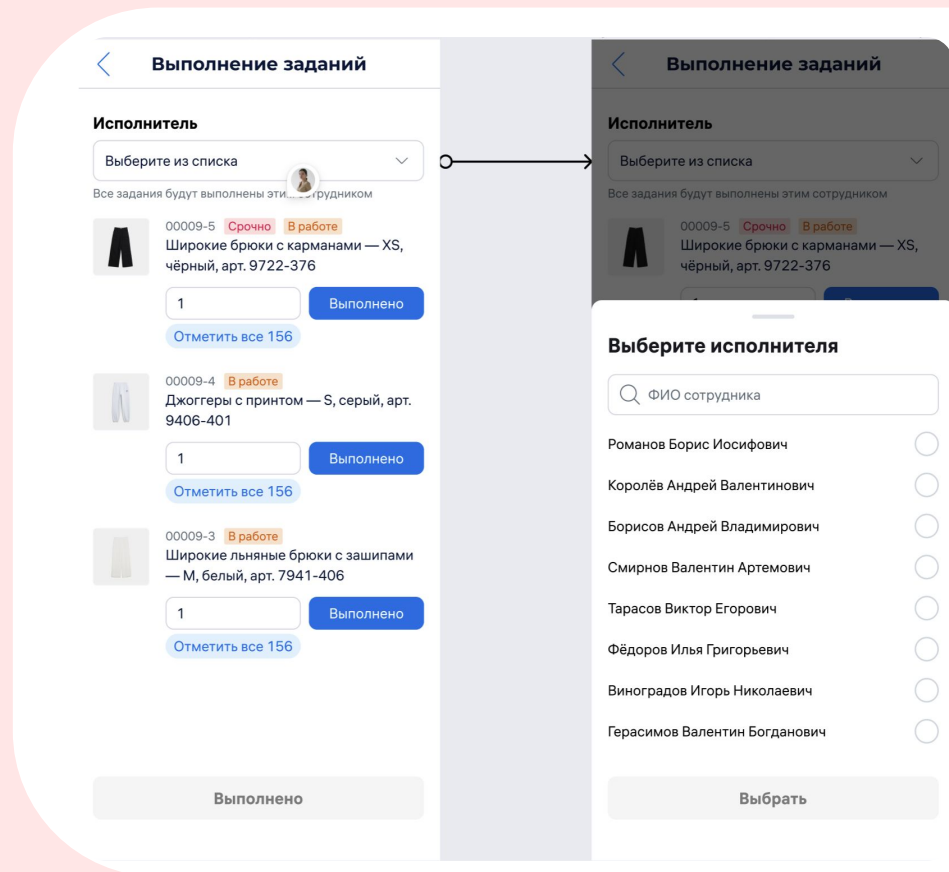 Выполнение заданий
Исполнитель
Выберите из списка
Все задания будут выполнены этим сотрудником
00009-5 Срочно В работе
Широкие брюки с карманами — XS,
чёрный, арт. 9722-376
1 Выполнено
Отметить все 156
00009-4 В работе
Джоггеры с принтом — S, серый, арт.
9406-401
1 Выполнено
Отметить все 156
00009-3 В работе
Широкие льняные брюки с зашипами
— M, белый, арт. 7941-406
1 Выполнено
Отметить все 156
Выполнено
Выполнение заданий
Исполнитель
Выберите из списка
Все задания будут выполнены этим сотрудником
00009-5 Срочно В работе
Широкие брюки с карманами — XS,
чёрный, арт. 9722-376
Выберите исполнителя
ФИО сотрудника
Романов Борис Иосифович
Королёв Андрей Валентинович
Борисов Андрей Владимирович
Смирнов Валентин Артемович
Тарасов Виктор Егорович
Фёдоров Илья Григорьевич
Виноградов Игорь Николаевич
Герасимов Валентин Богданович
Выбрать